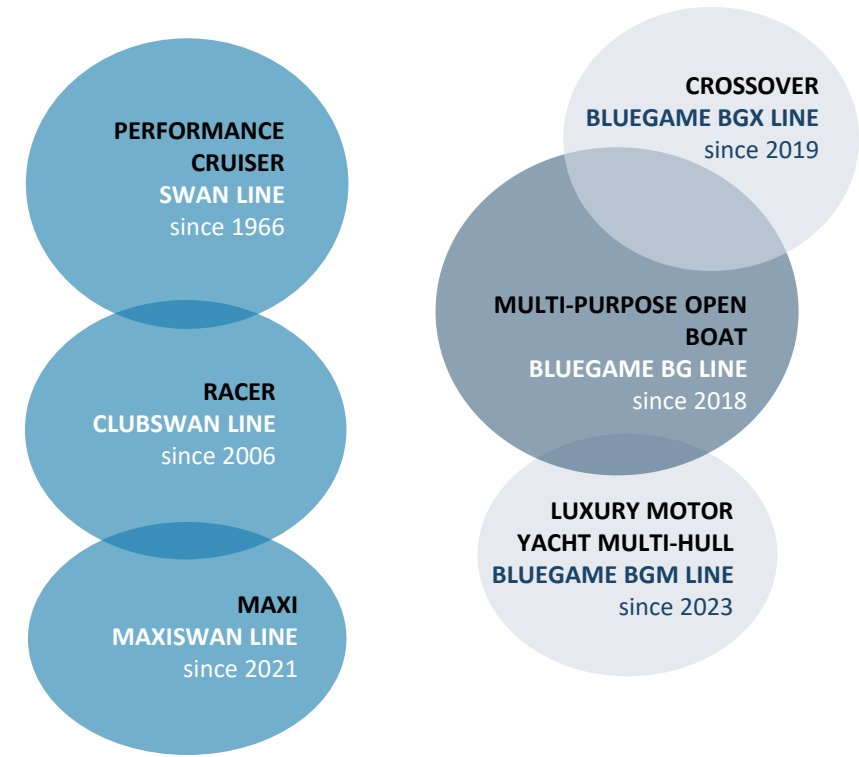 PERFORMANCE
CRUISER
SWAN LINE
since 1966
RACER
CLUBSWAN LINE
since 2006
MAXI
MAXISWAN LINE
since 2021
CROSSOVER
BLUEGAME BGX LINE
since 2019
MULTI-PURPOSE OPEN
BOAT
BLUEGAME BG LINE
since 2018
LUXURY MOTOR
YACHT MULTI-HULL
BLUEGAME BGM LINE
since 2023